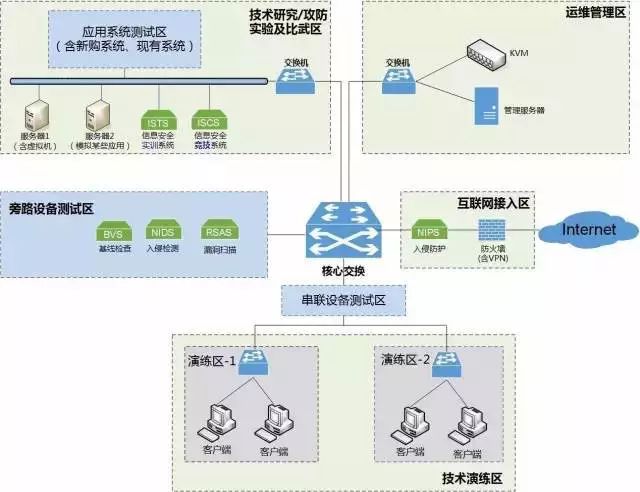 技术研究/攻防
实验及比武区
应用系统测试区
(含新购系统、现有系统)
交换机
服务器1
(含虚拟机)
服务器2
(模拟某些应用)
ISTS
信息安全
实训系统
ISCS
信息安全
竞技系统
运维管理区
交换机
KVM
管理服务器
旁路设备测试区
BVS
基线检查
NIDS
入侵检测
RSAS
漏洞扫描
核心交换
互联网接入区
NIPS
入侵防护
防火墙
(含VPN)
Internet
串联设备测试区
演练区-1
客户端
客户端
演练区-2
客户端
客户端
技术演练区